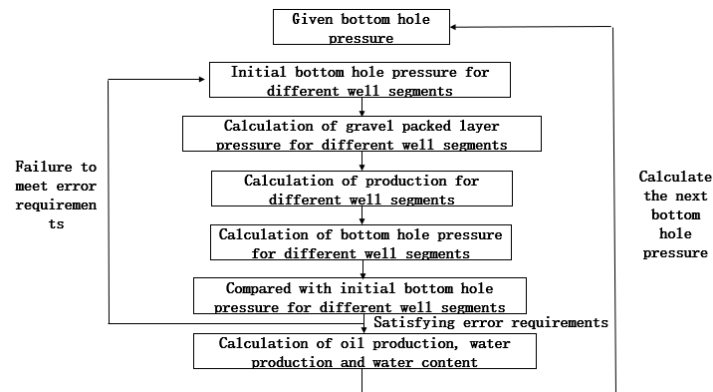 Given bottom hole
pressure
Initial bottom hole pressure for
different well segments
Calculation of gravel packed layer
pressure for different well segments
Calculation of production for
different well segments
Calculation of bottom hole pressure
for different well segments
Compared with initial bottom hole
pressure for different well segments
Satisfying error requirements
Calculation of oil production, water
production and water content
Failure to
meet error
requiremen
ts
Calculate
the next
bottom
hole
pressure